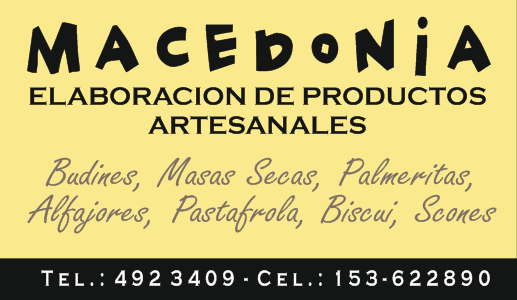 MACEDONiA
ELABORACION DE PRODUCTOS
ARTESANALES
Budines, Masas Secas, Palmeritas,
Alfajores, Pastafrola, Biscui, Scones
TEL.: 492 3409 - CEL.: 153-622890